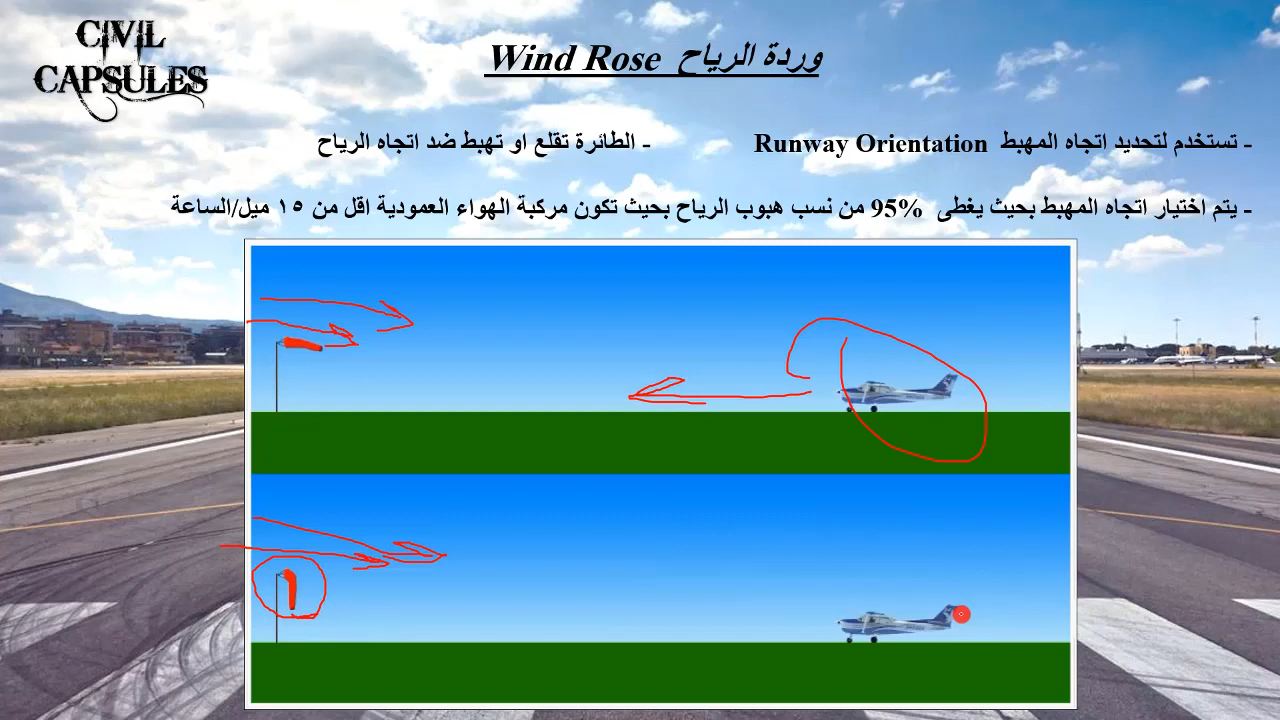 CIVIL
CAPSULES
وردة الرياح Wind Rose
- تستخدم لتحديد اتجاه المهبط Runway Orientation
- الطائرة تقلع او تهبط ضد اتجاه الرياح
- يتم اختيار اتجاه المهبط بحيث يغطى 95% من نسب هبوب الرياح بحيث تكون مركبة الهواء العمودية اقل من ١٥ ميل/الساعة